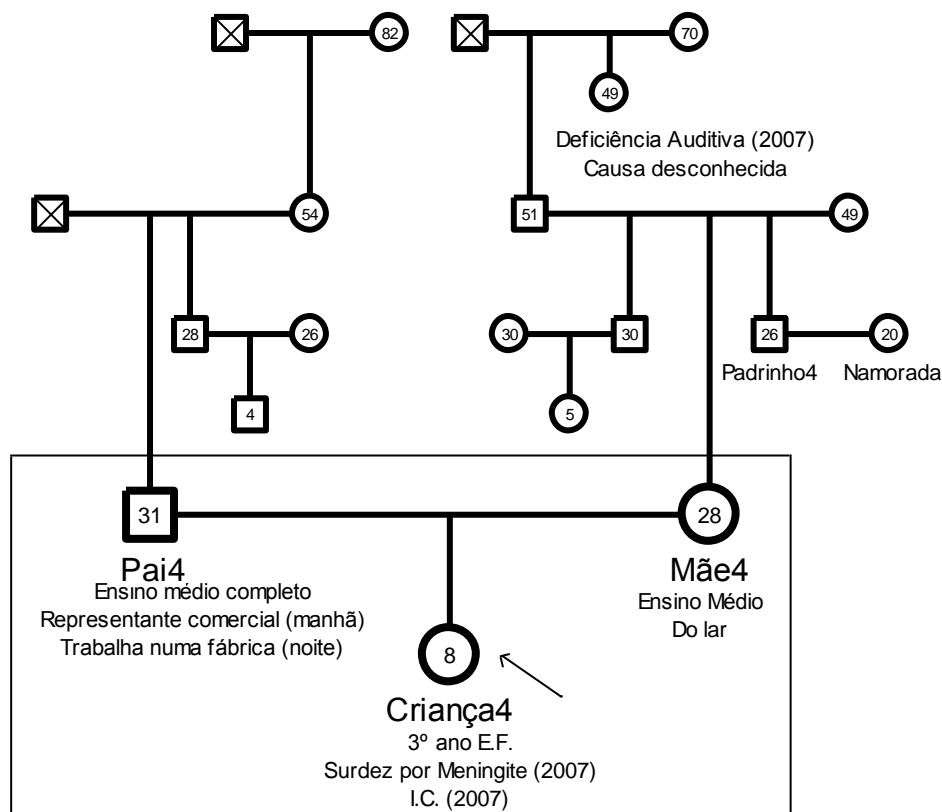 82
70
49
Deficiência Auditiva (2007)
Causa desconhecida
54
51
49
28
26
30
30
26
20
Padrinho4
Namorada
4
5
31
28
Pai4
Mãe4
Ensino médio completo
Representante comercial (manhã)
Trabalha numa fábrica (noite)
Ensino Médio
Do lar
8
Criança4
3º ano E.F.
Surdez por Meningite (2007)
I.C. (2007)